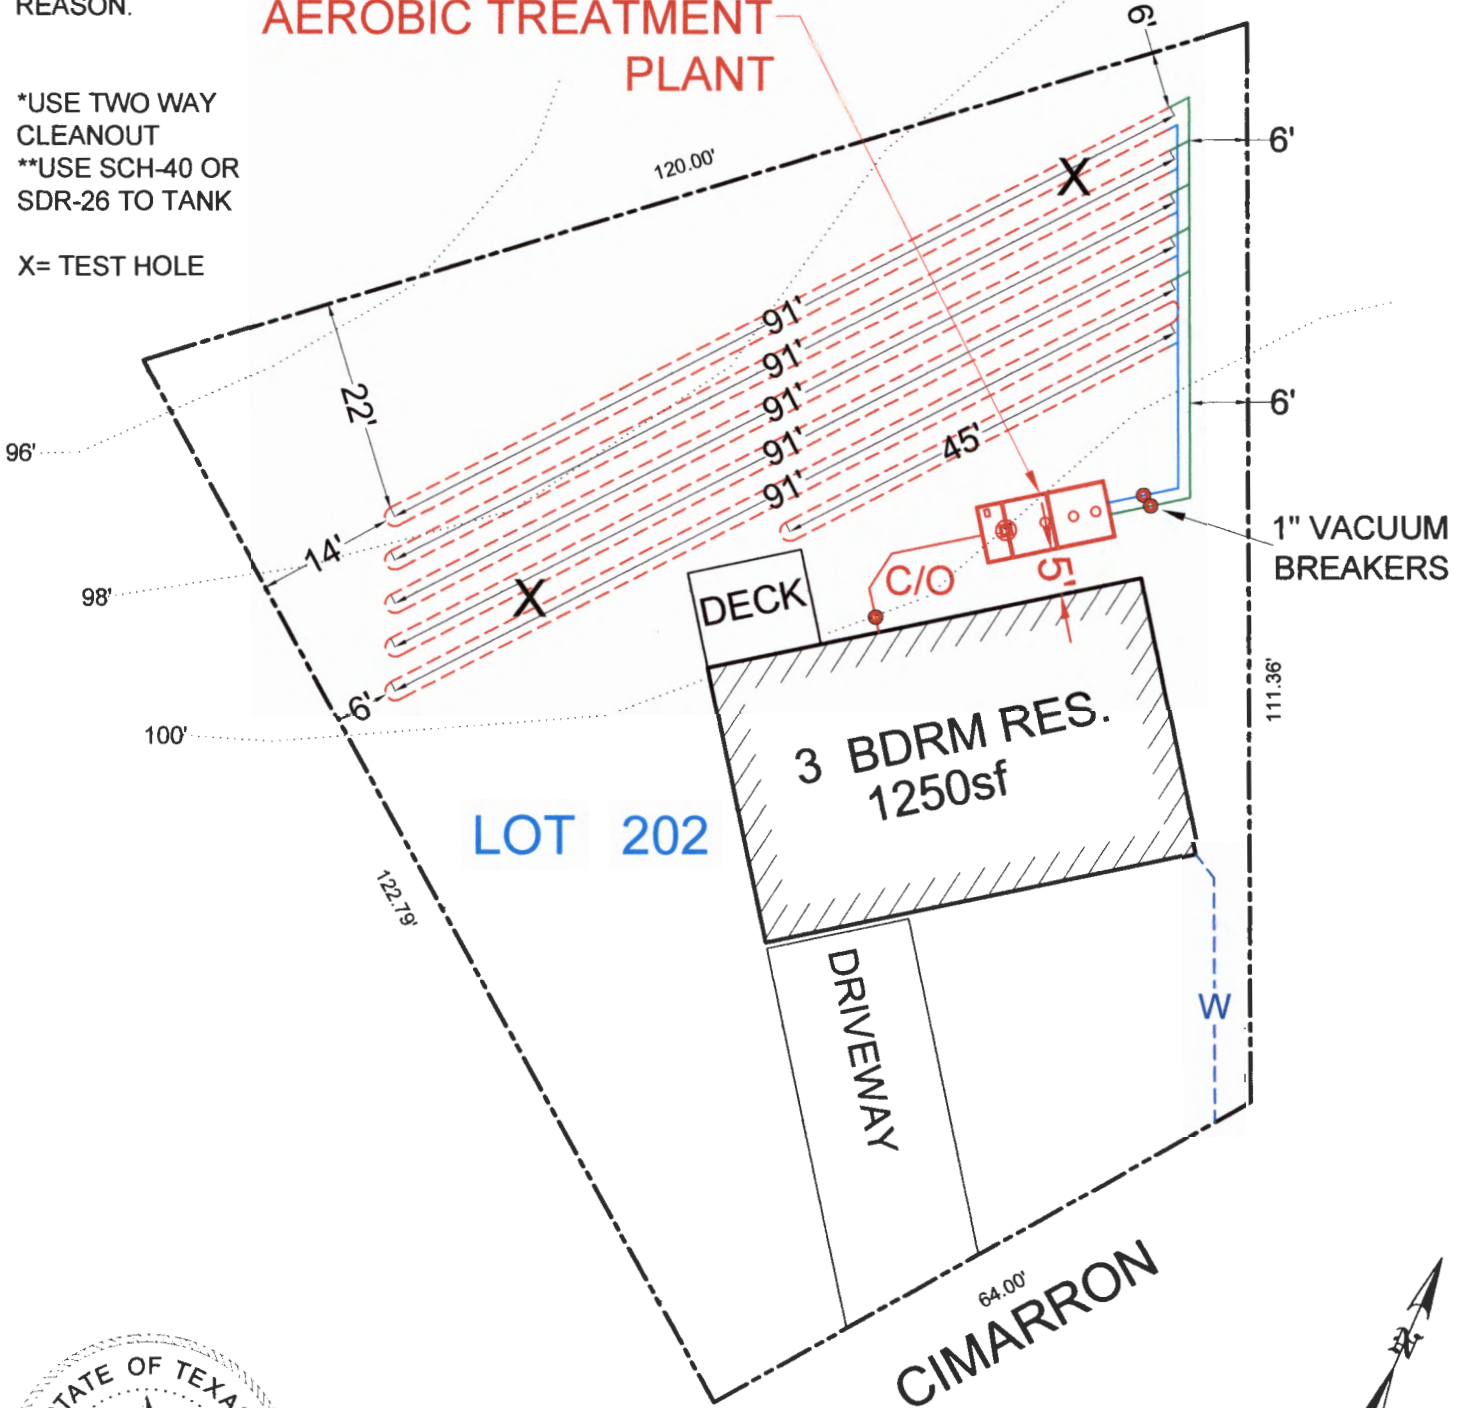 REASON.
AEROBIC TREATMENT
PLANT
*USE TWO WAY
CLEANOUT
**USE SCH-40 OR
SDR-26 TO TANK
X= TEST HOLE
6'
120.00'
X
6'
91'
91'
91'
91'
91'
22'
45'
6'
96'
14'
98'
X
6'
100'
1" VACUUM
BREAKERS
C/O
5'
DECK
3 BDRM RES.
1250sf
111.36'
LOT 202
122.79'
DRIVEWAY
W
64.00'
CIMARRON
N
STATE OF TEXA